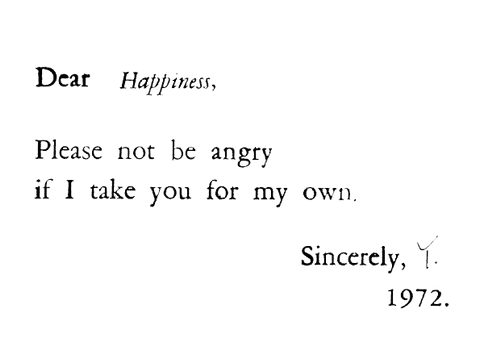 Dear Happiness,
Please not be angry
if I take you for my own.
Sincerely, Y.
1972.